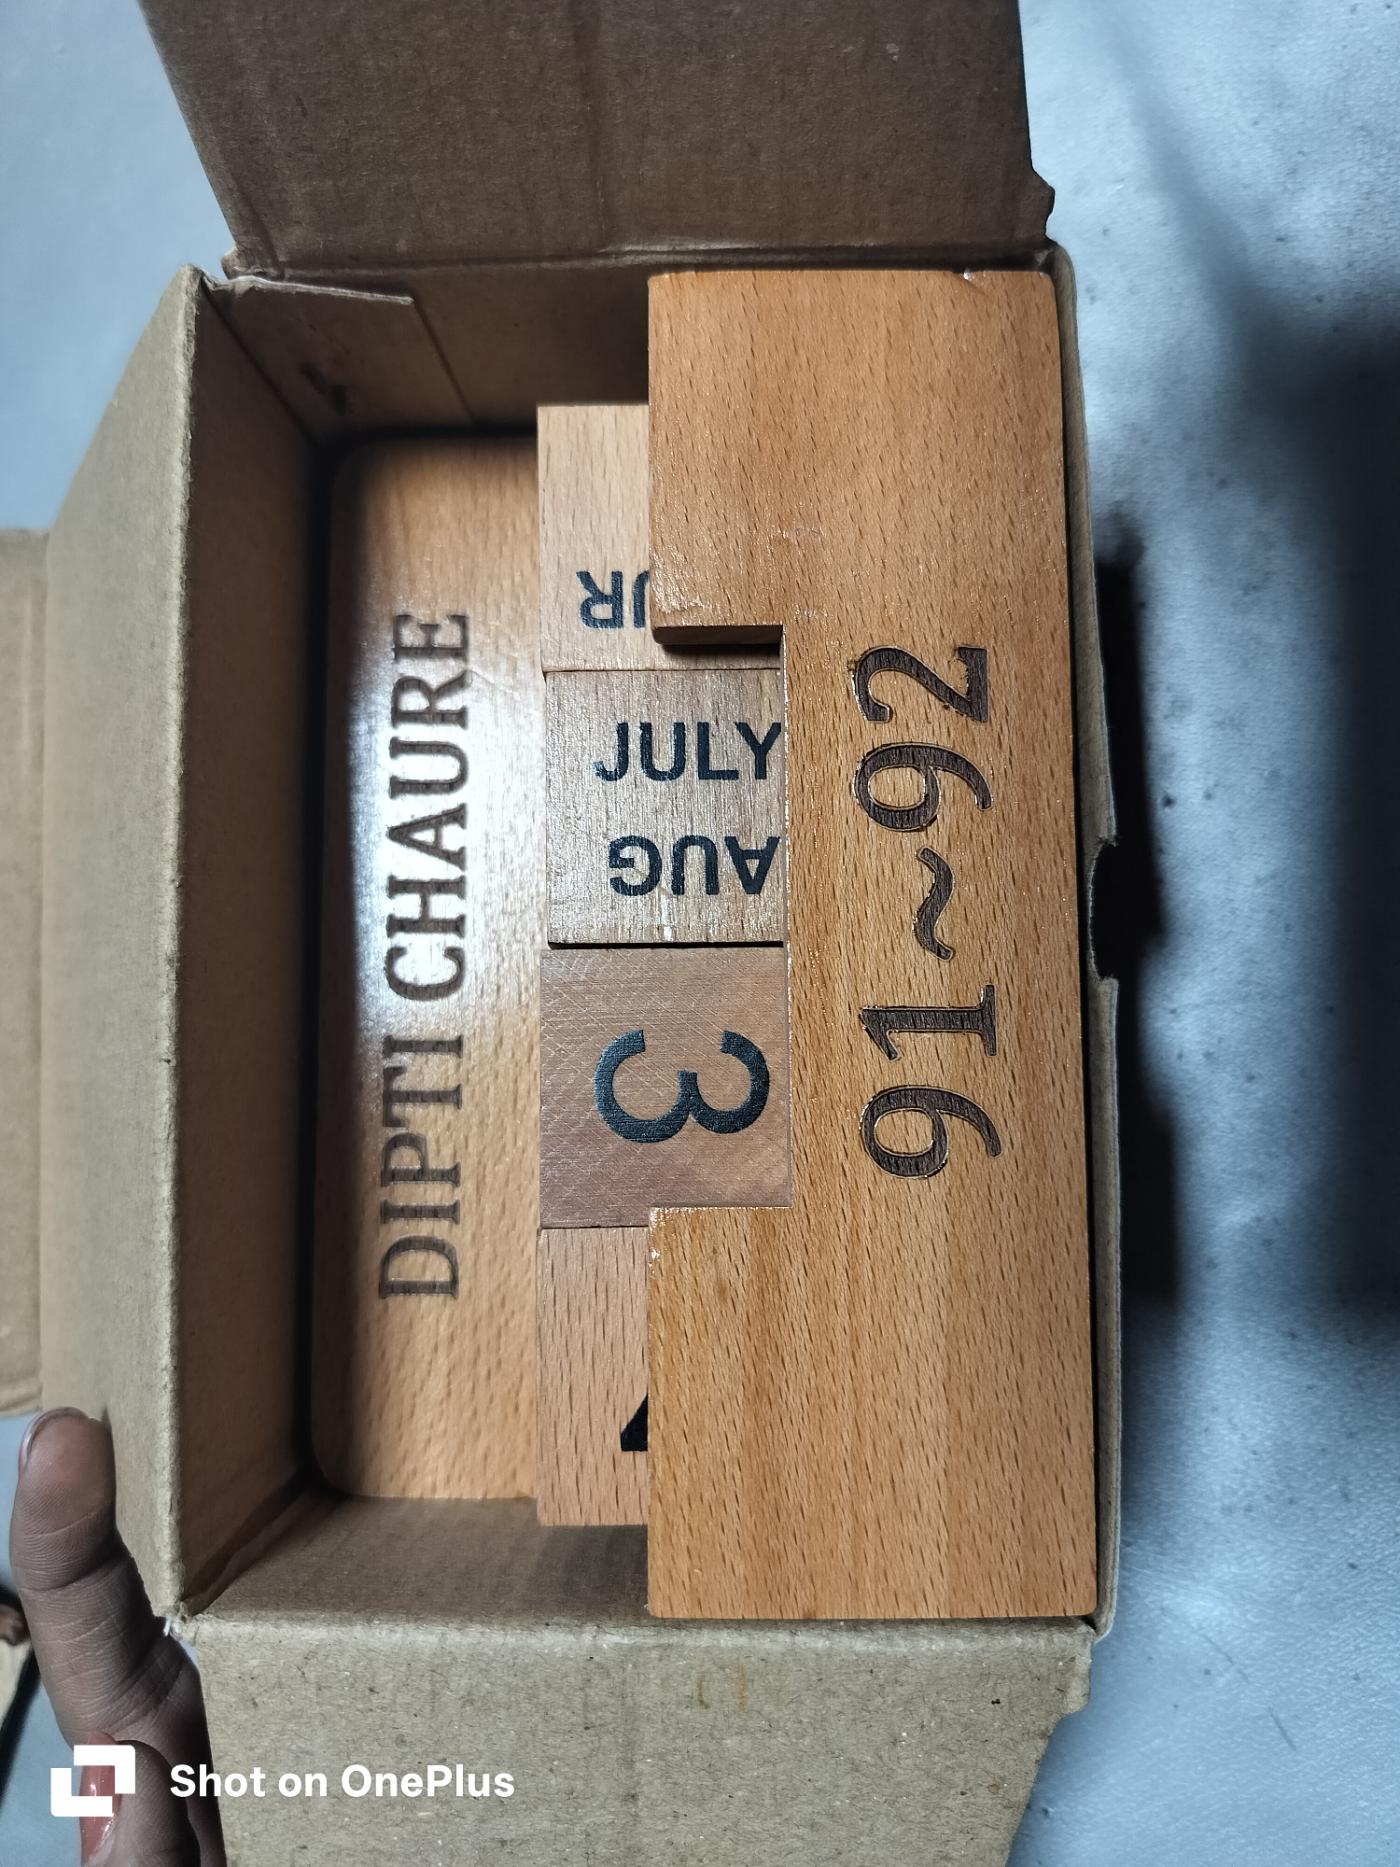 DIPTI CHAURE
JULY
AUG
3
91~92
Shot on OnePlus